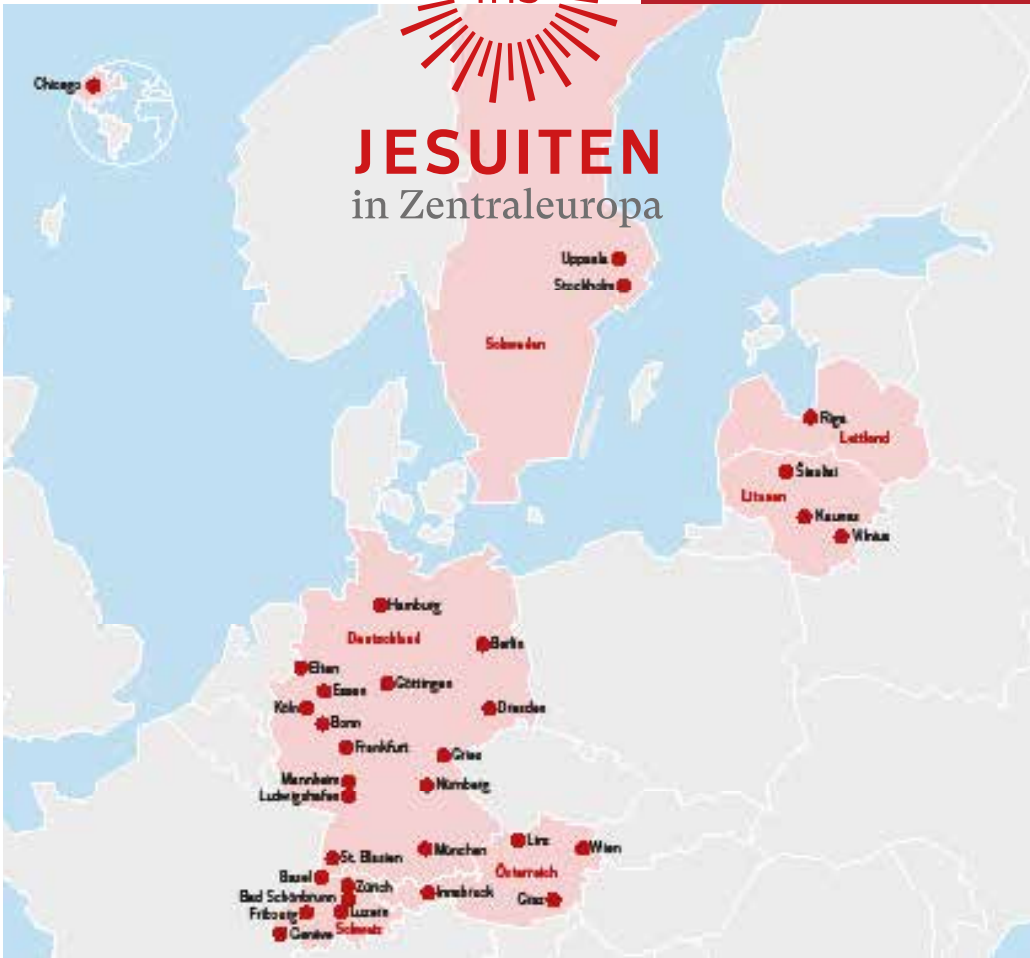 IHS
Chicago
JESUITEN
in Zentraleuropa
Uppsala
Stockholm
Schweden
Riga
Lettland
Šiauliai
Litauen
Kaunas
Vilnius
Hamburg
Deutschland
Berlin
Elten
Essen
Göttingen
Köln
Dresden
Bonn
Frankfurt
Gries
Mannheim
Nürnberg
Ludwigshafen
Linz
München
Wien
St. Blasien
Österreich
Basel
Zürich
Innsbruck
Bad Schönbrunn
Graz
Fribourg
Luzern
Schweiz
Genève